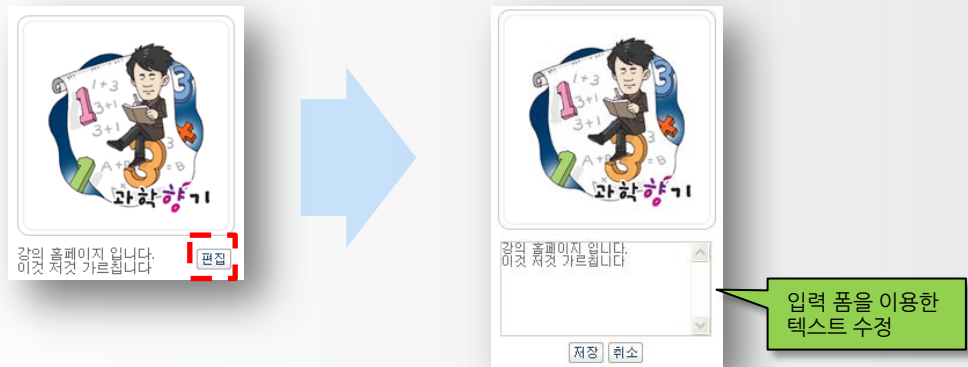 1+3
3+1
3+1
A+B=B
과학향기
강의 홈페이지 입니다.
이것 저것 가르칩니다
편집
1+3
3+1
3+1
A+B=B
과학향기
강의 홈페이지 입니다.
이것 저것 가르칩니다
저장 취소
입력 폼을 이용한
텍스트 수정